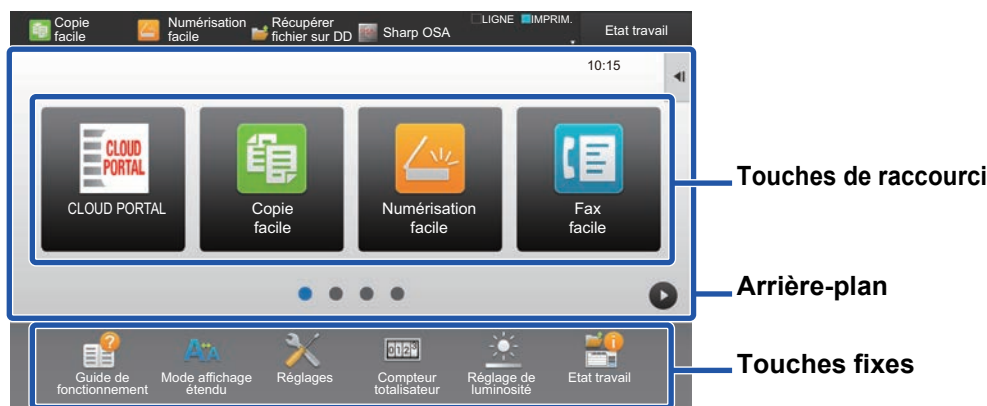 Copie
facile
Numérisation
facile
Récupérer
fichier sur DD
Sharp OSA
LIGNE
IMPRIM.
Etat travail
10:15
CLOUD
PORTAL
CLOUD PORTAL
Copie
facile
Numérisation
facile
Fax
facile
Touches de raccourci
Arrière-plan
Guide de
fonctionnement
Mode affichage
étendu
Réglages
Compteur
totalisateur
Réglage de
luminosité
Etat travail
Touches fixes